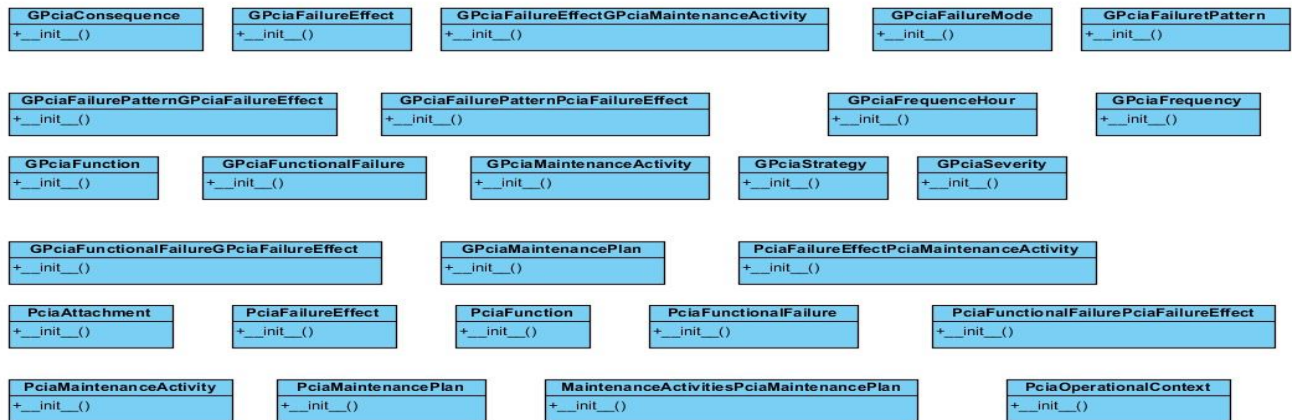 GPciaConsequence GPciaFailureEffect GPciaFailureEffectGPciaMaintenanceActivity GPciaFailureMode GPciaFailuretPattern
+__init__() +__init__() +__init__() +__init__() +__init__()
GPciaFailurePatternGPciaFailureEffect GPciaFailurePatternPciaFailureEffect GPciaFrequenceHour GPciaFrequency
+__init__() +__init__() +__init__() +__init__()
GPciaFunction GPciaFunctionalFailure GPciaMaintenanceActivity GPciaStrategy GPciaSeverity
+__init__() +__init__() +__init__() +__init__() +__init__()
GPciaFunctionalFailureGPciaFailureEffect GPciaMaintenancePlan PciaFailureEffectPciaMaintenanceActivity
+__init__() +__init__() +__init__()
PciaAttachment PciaFailureEffect PciaFunction PciaFunctionalFailure PciaFunctionalFailurePciaFailureEffect
+__init__() +__init__() +__init__() +__init__() +__init__()
PciaMaintenanceActivity PciaMaintenancePlan MaintenanceActivitiesPciaMaintenancePlan PciaOperationalContext
+__init__() +__init__() +__init__() +__init__()